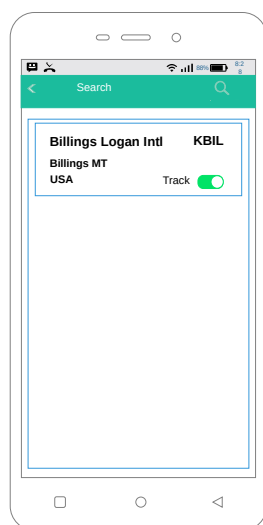 88% 8:2
8
Search
Billings Logan Intl KBIL
Billings MT
USA Track